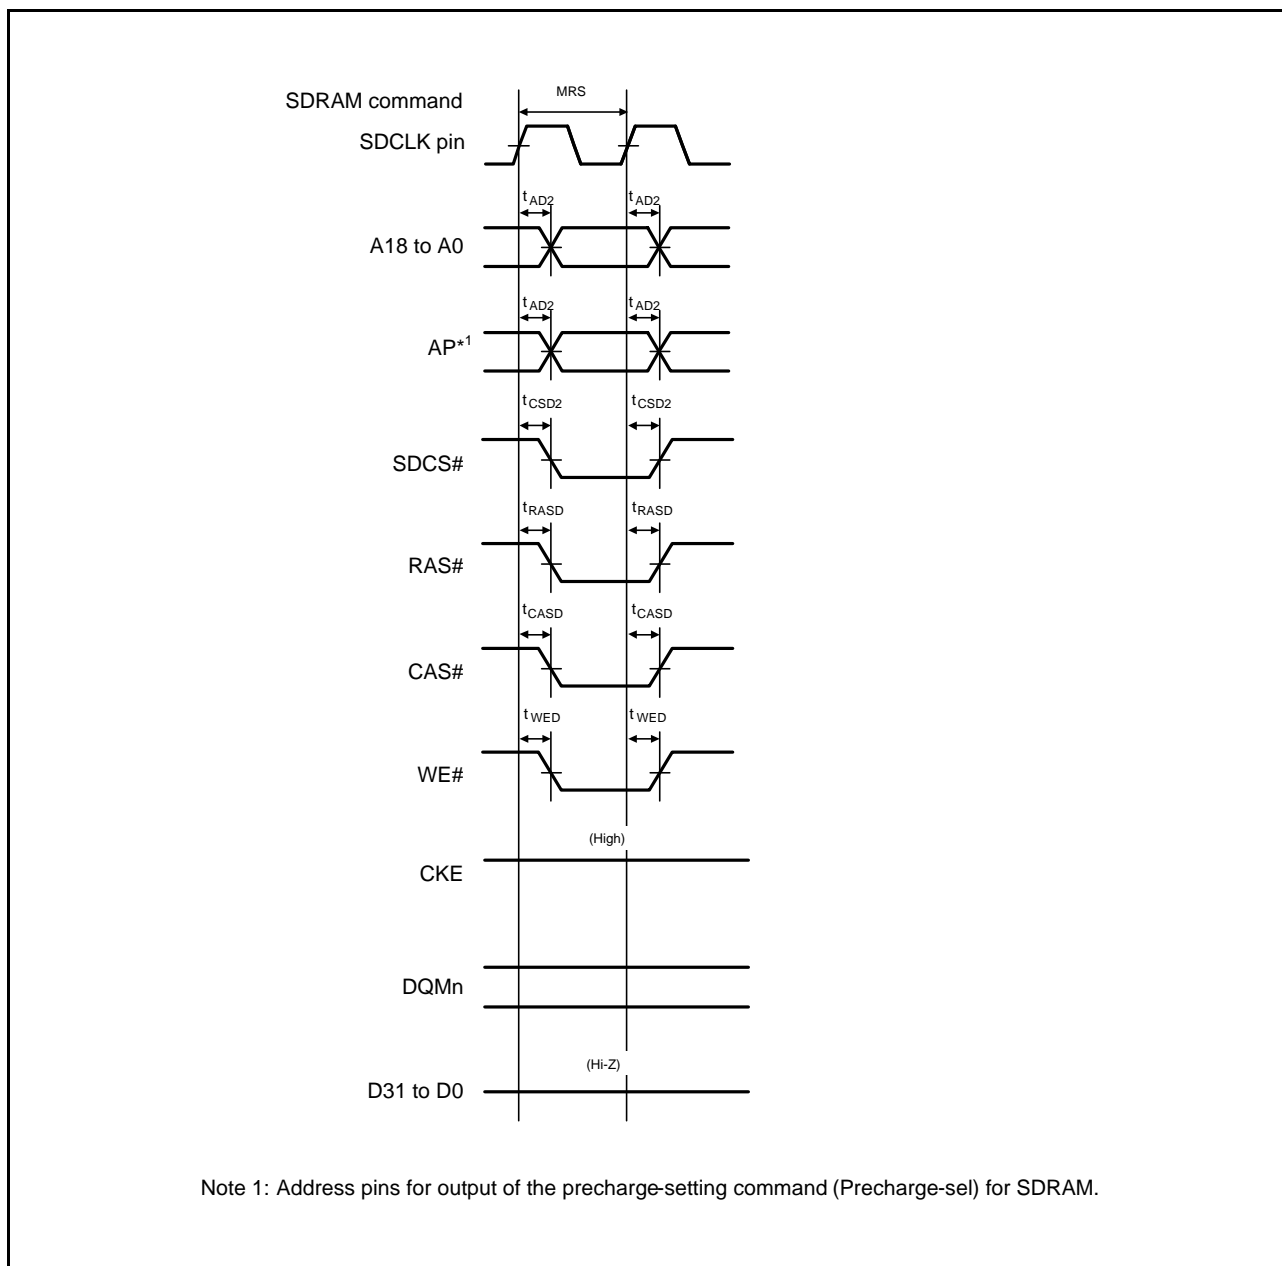 MRS
SDRAM command
SDCLK pin
tAD2 tAD2
A18 to A0
tAD2 tAD2
AP*1
tCSD2 tCSD2
SDCS#
tRASD tRASD
RAS#
tCASD tCASD
CAS#
tWED tWED
WE#
(High)
CKE
DQMn
(Hi-Z)
D31 to D0
Note 1: Address pins for output of the precharge-setting command (Precharge-sel) for SDRAM.